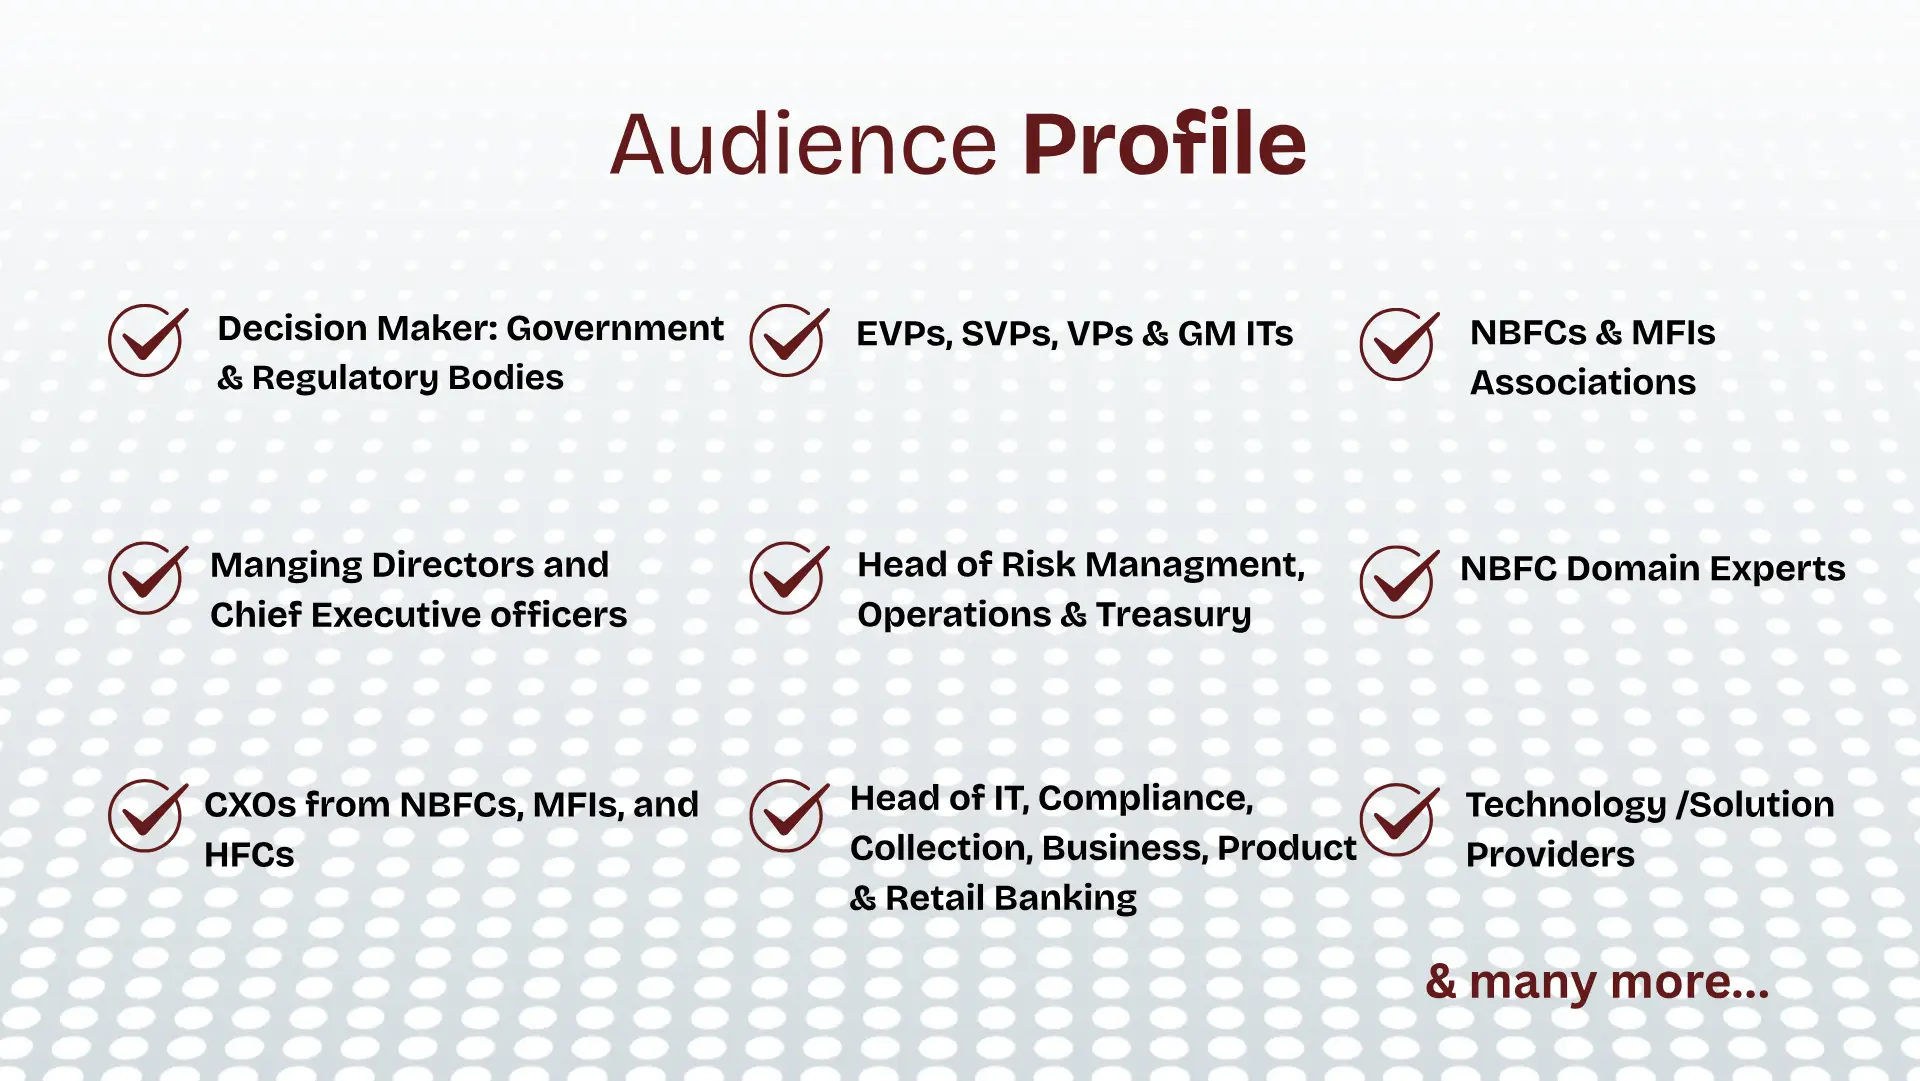 Audience Profile
Decision Maker: Government
& Regulatory Bodies
EVPs, SVPs, VPs & GM ITs
NBFCs & MFIs
Associations
Manging Directors and
Chief Executive officers
Head of Risk Managment,
Operations & Treasury
NBFC Domain Experts
CXOs from NBFCs, MFIs, and
HFCs
Head of IT, Compliance,
Collection, Business, Product
& Retail Banking
Technology /Solution
Providers
& many more...